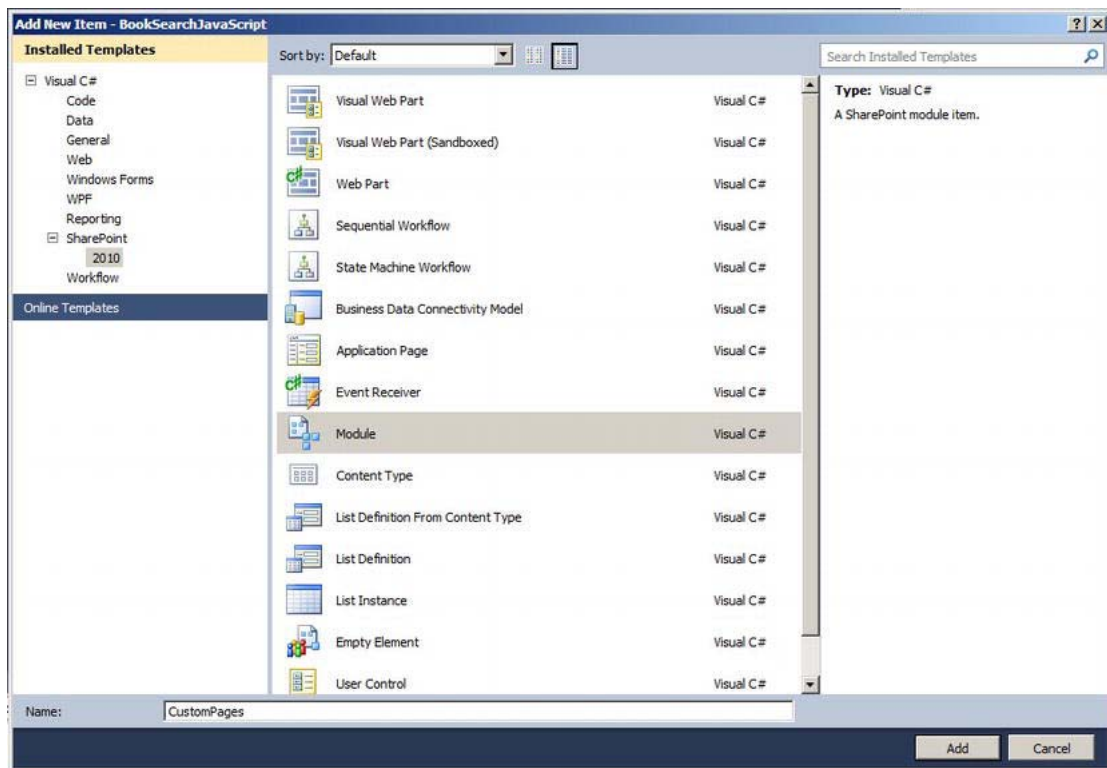 Add New Item - BookSearchJavaScript
Installed Templates
Sort by: Default
Search Installed Templates
Visual C#
Code
Data
General
Web
Windows Forms
WPF
Reporting
SharePoint
2010
Workflow
Online Templates
Visual Web Part Visual C#
Visual Web Part (Sandboxed) Visual C#
Web Part Visual C#
Sequential Workflow Visual C#
State Machine Workflow Visual C#
Business Data Connectivity Model Visual C#
Application Page Visual C#
Event Receiver Visual C#
Module Visual C#
Content Type Visual C#
List Definition From Content Type Visual C#
List Definition Visual C#
List Instance Visual C#
Empty Element Visual C#
User Control Visual C#
Type: Visual C#
A SharePoint module item.
Name: CustomPages
Add Cancel